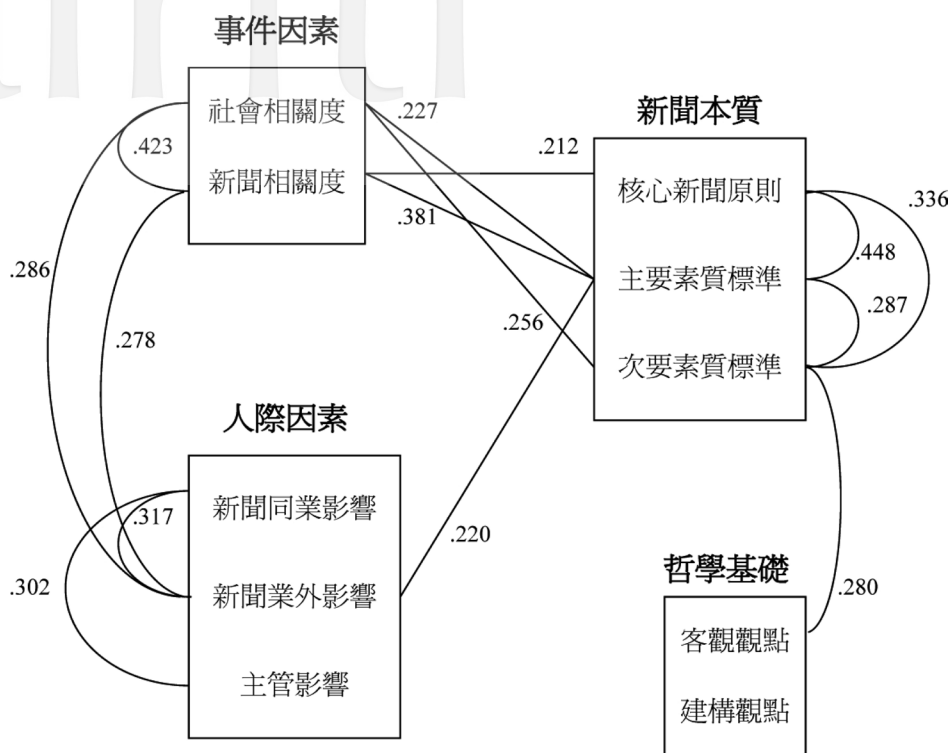 事件因素
社會相關度
新聞相關度
.423
.227
.212
.381
.286
.278
.256
新聞本質
核心新聞原則
主要素質標準
次要素質標準
.336
.448
.287
人際因素
新聞同業影響
新聞業外影響
主管影響
.317
.302
.220
哲學基礎
客觀觀點
建構觀點
.280